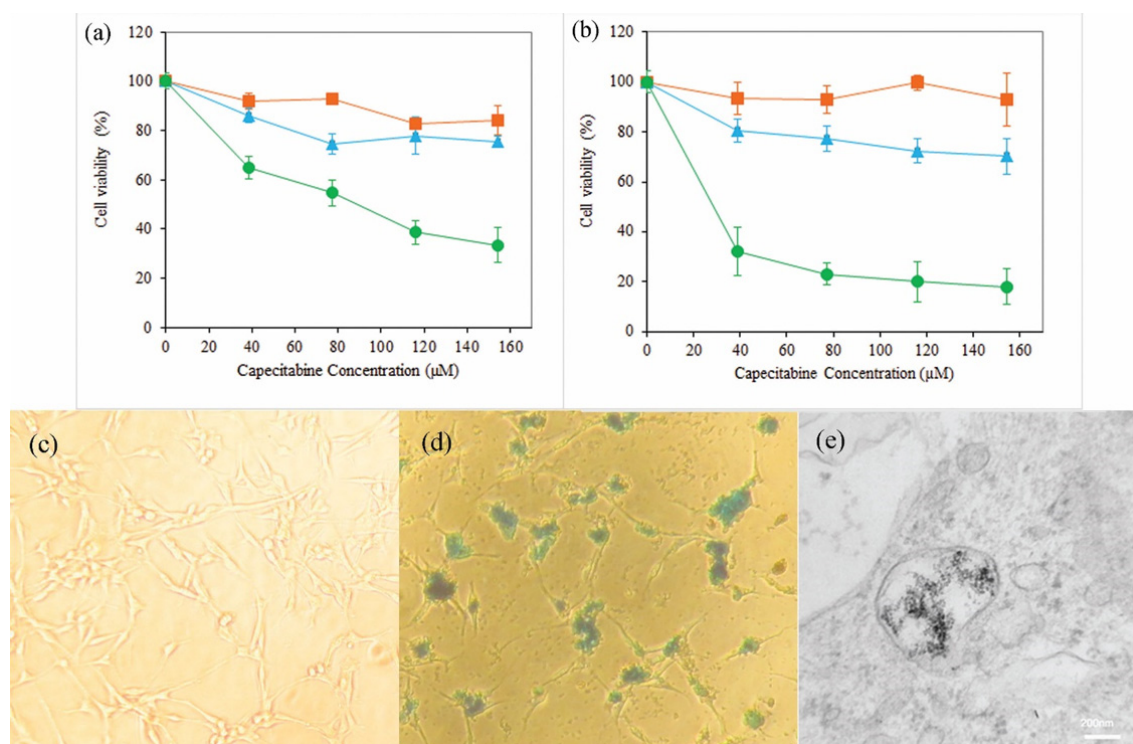 (a)
120
100
80
60
40
20
0
Cell viability (%)
0 20 40 60 80 100 120 140 160
Capecitabine Concentration (µM)
(b)
120
100
80
60
40
20
0
Cell viability (%)
0 20 40 60 80 100 120 140 160
Capecitabine Concentration (µM)
(c)
(d)
(e)
200nm